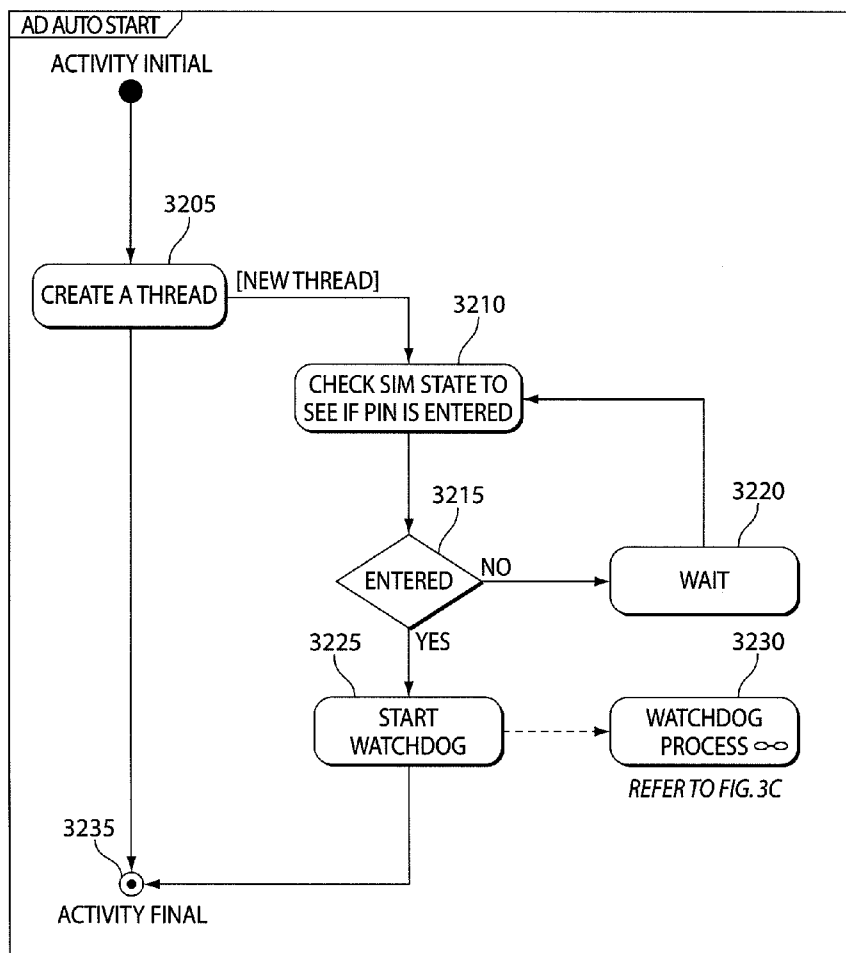 AD AUTO START
ACTIVITY INITIAL
3205
CREATE A THREAD
[NEW THREAD]
3210
CHECK SIM STATE TO
SEE IF PIN IS ENTERED
3215
ENTERED
NO
3220
WAIT
YES
3225
START
WATCHDOG
3230
WATCHDOG
PROCESS
REFER TO FIG. 3C
3235
ACTIVITY FINAL